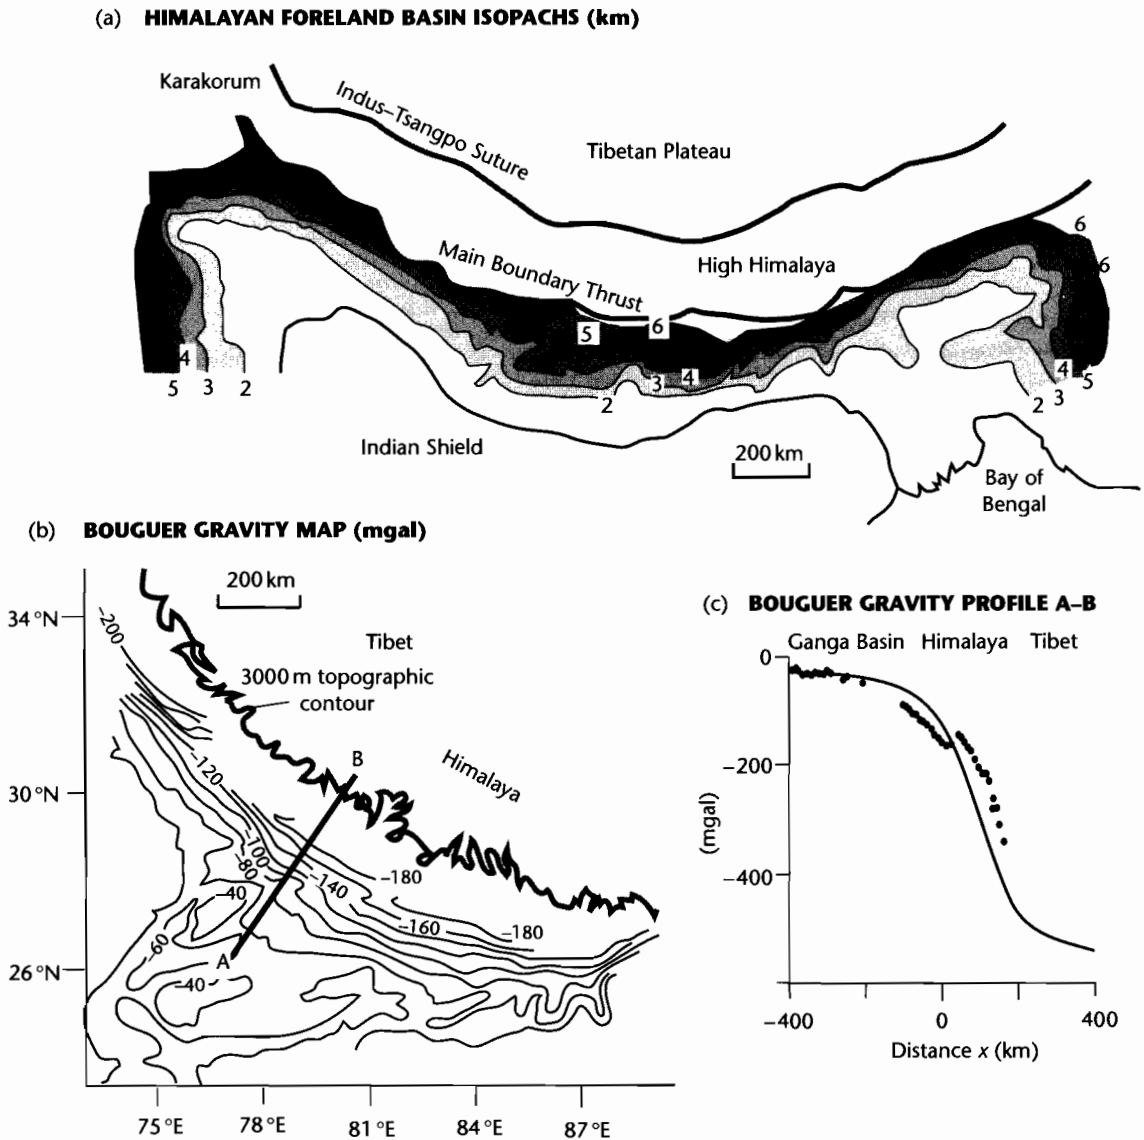 (a) HIMALAYAN FORELAND BASIN ISOPACHS (km)
Karakorum
Indus–Tsangpo Suture
Tibetan Plateau
Main Boundary Thrust
High Himalaya
6
6
5
6
4
5
3
2
2
3
4
4
5
2
3
Indian Shield
200 km
Bay of
Bengal
(b) BOUGUER GRAVITY MAP (mgal)
200 km
34 °N
30 °N
26 °N
–200
Tibet
3000 m topographic
contour
–120
B
Himalaya
–100
–80
–40
–140
–180
–160
–180
–60
A
–40
75 °E
78 °E
81 °E
84 °E
87 °E
(c) BOUGUER GRAVITY PROFILE A–B
Ganga Basin Himalaya Tibet
0
–200
–400
(mgal)
–400
0
400
Distance x (km)